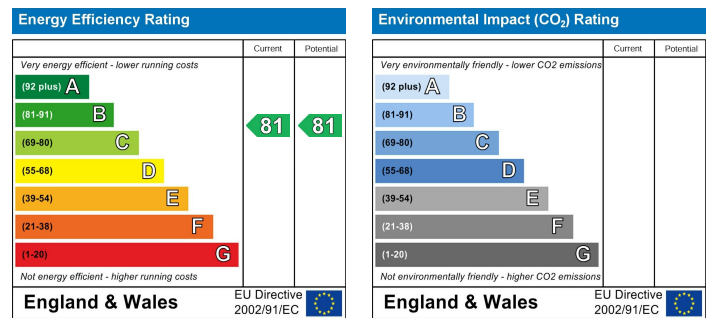 Energy Efficiency Rating
Current Potential
Very energy efficient - lower running costs
(92 plus) A
(81-91) B
81 81
(69-80) C
(55-68) D
(39-54) E
(21-38) F
(1-20) G
Not energy efficient - higher running costs
England & Wales
EU Directive
2002/91/EC
Environmental Impact (CO₂) Rating
Current Potential
Very environmentally friendly - lower CO2 emissions
(92 plus) A
(81-91) B
(69-80) C
(55-68) D
(39-54) E
(21-38) F
(1-20) G
Not environmentally friendly - higher CO2 emissions
England & Wales
EU Directive
2002/91/EC